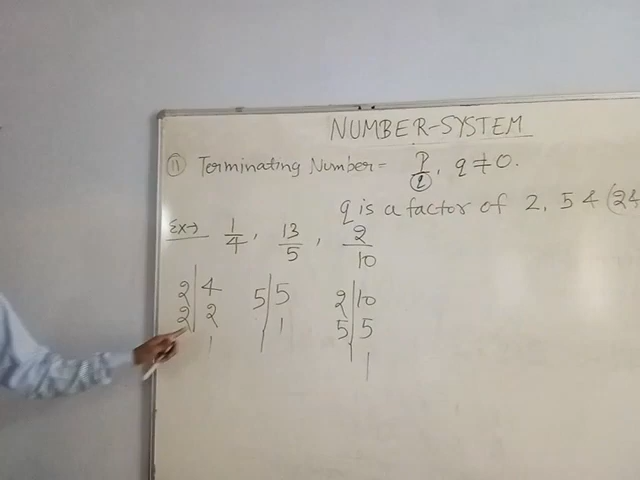 NUMBER-SYSTEM
(11) Terminating Number = p/q, q ≠ 0.
q is a factor of 2, 5 & (2&
Ex→ 1/4, 13/5, 2/10
2|4 5|5 2|10
2|2 |1 5|5
1 1